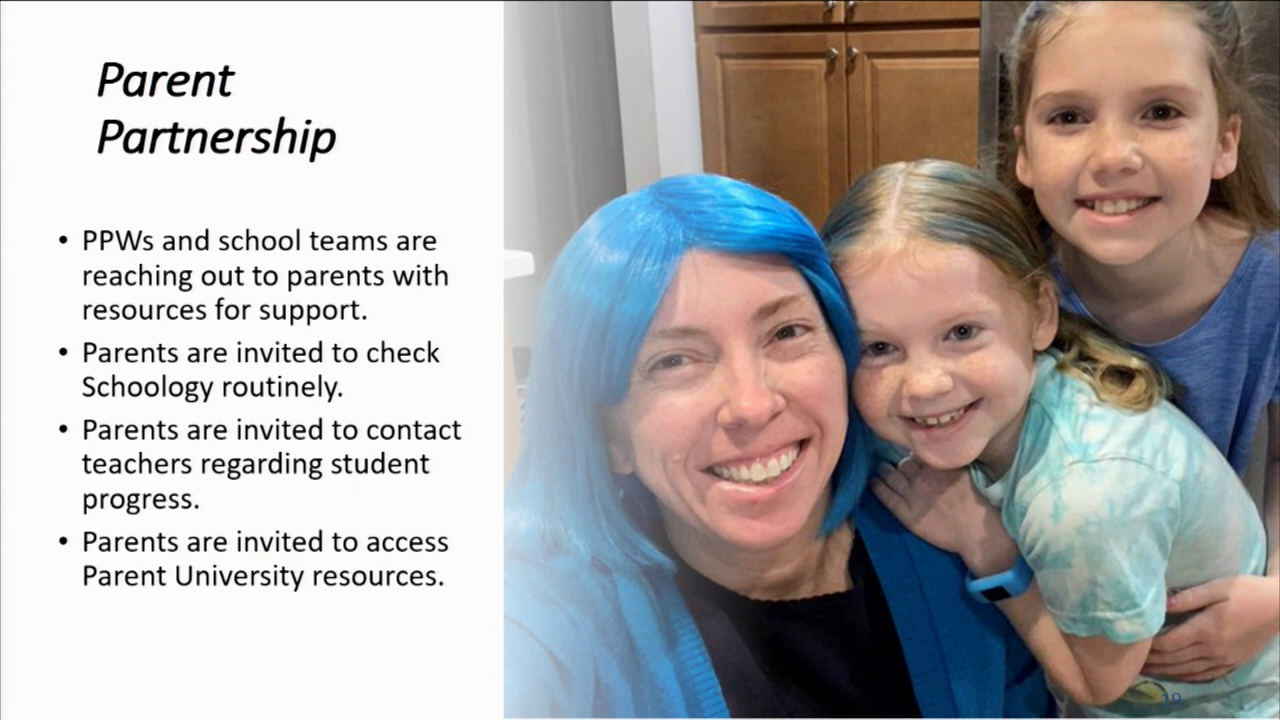 Parent
Partnership
• PPWs and school teams are
reaching out to parents with
resources for support.
• Parents are invited to check
Schoology routinely.
• Parents are invited to contact
teachers regarding student
progress.
• Parents are invited to access
Parent University resources.
19